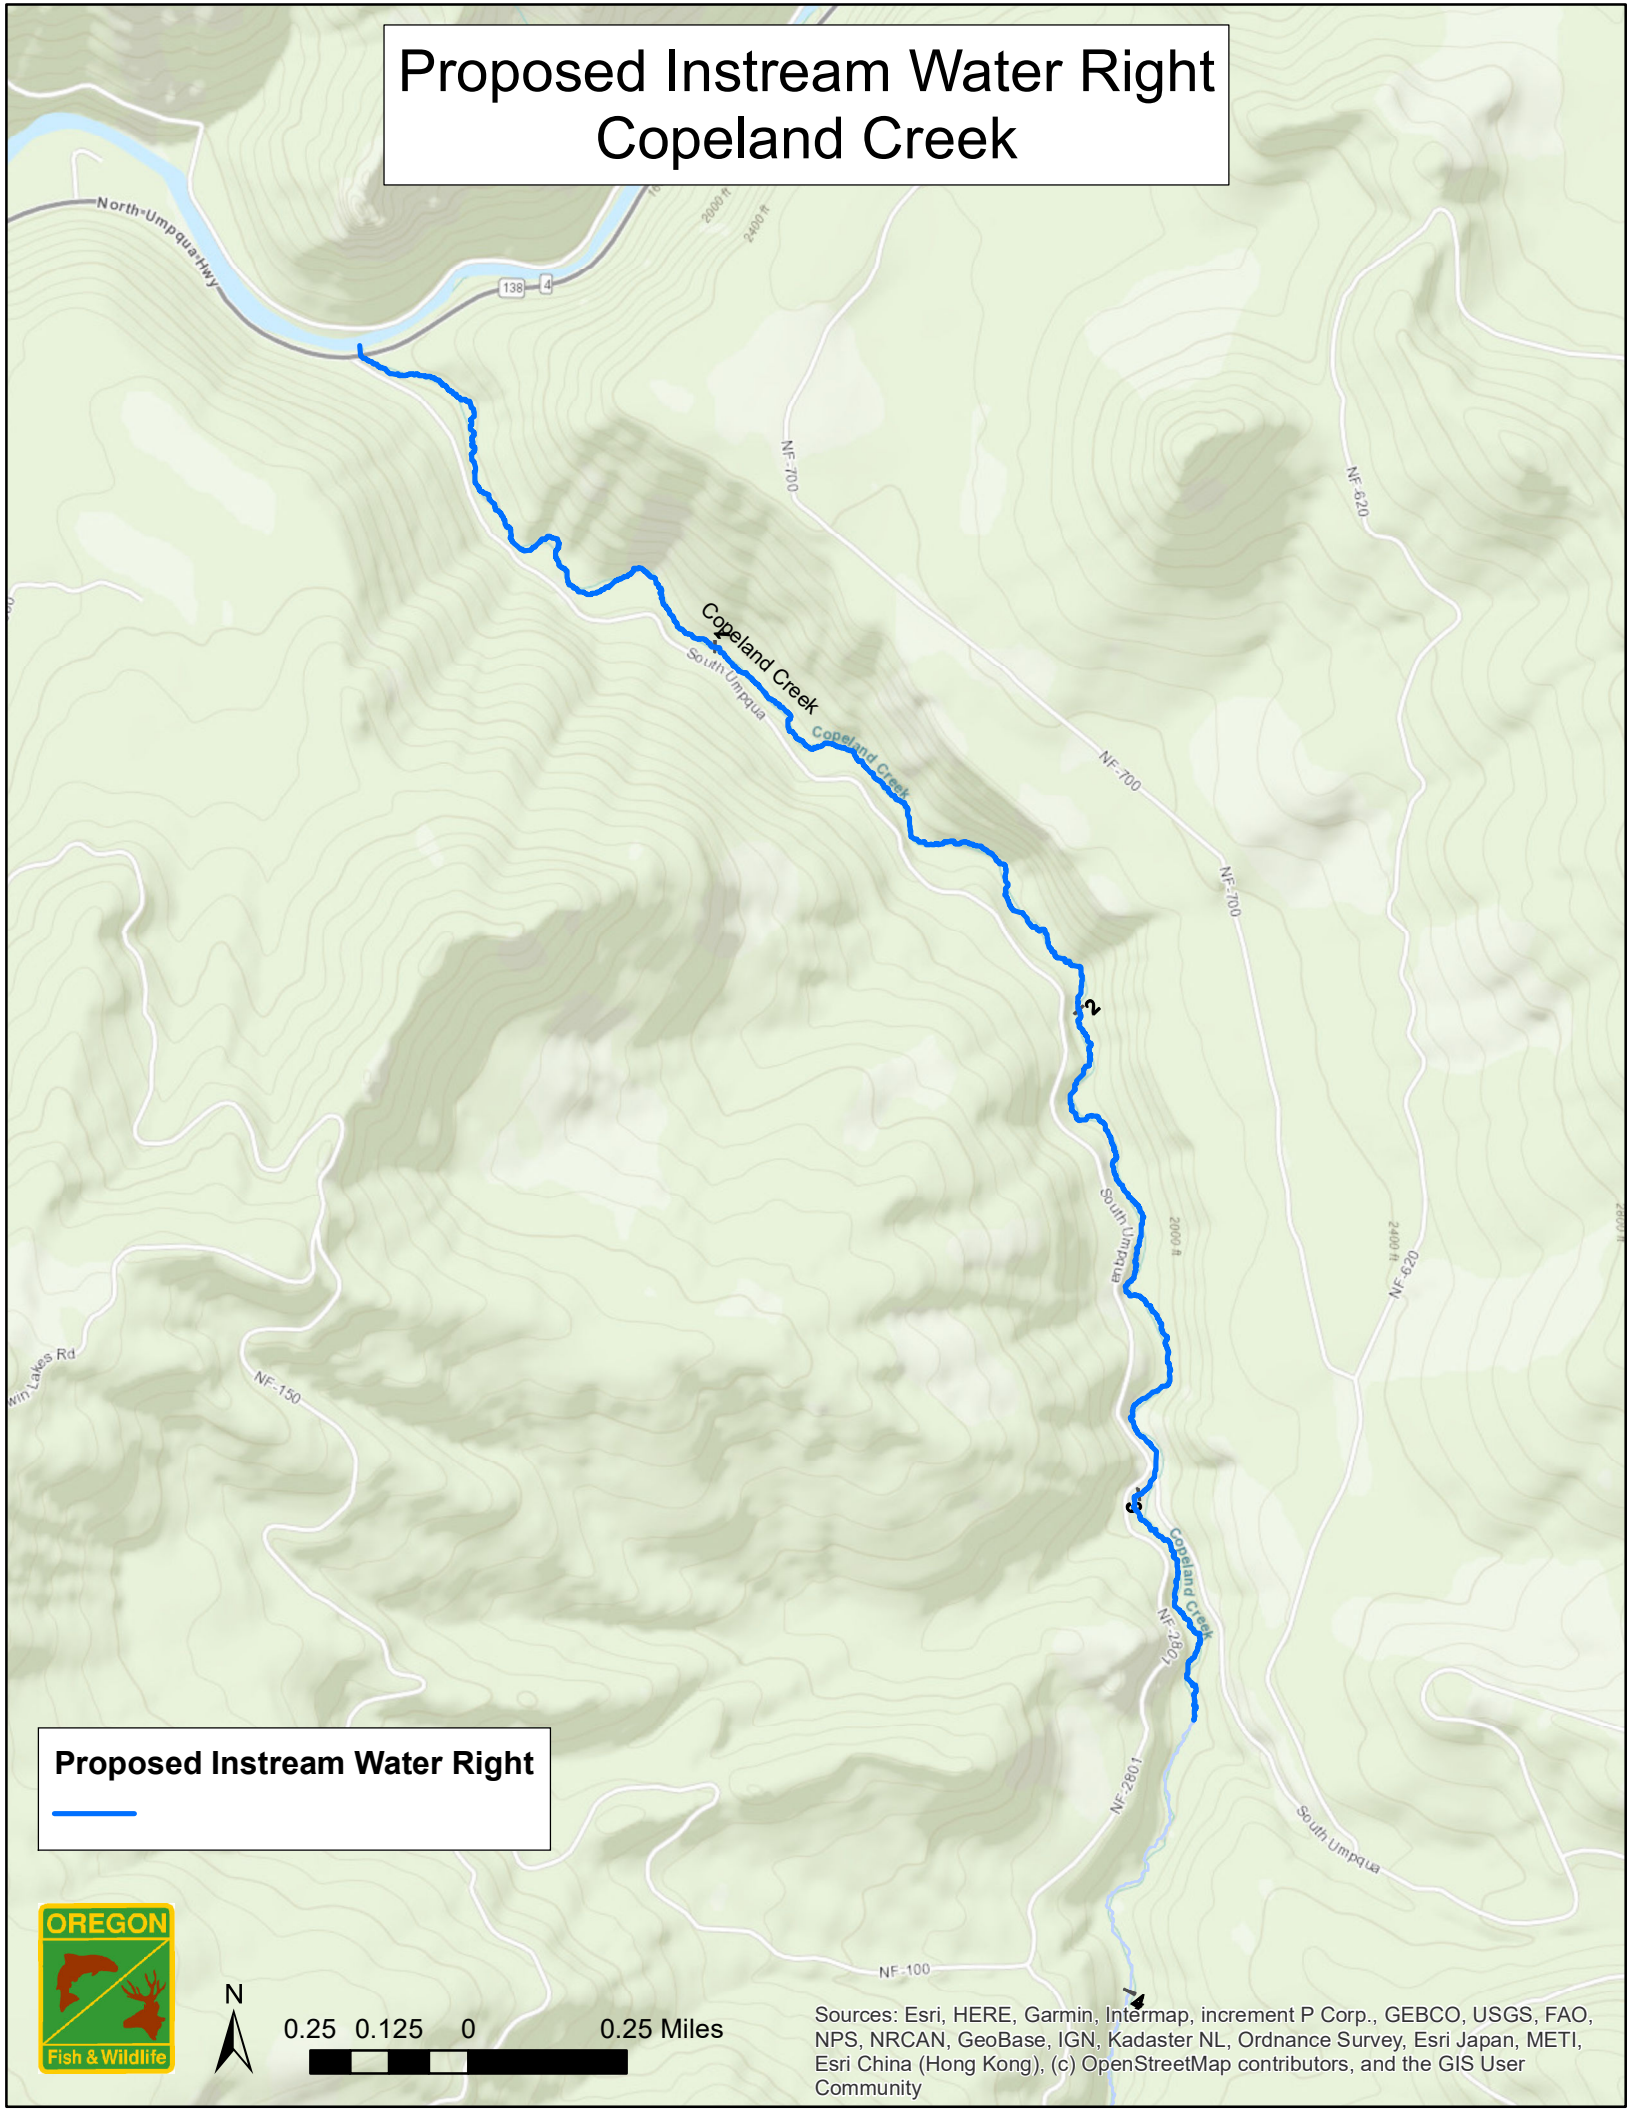 Proposed Instream Water Right
Copeland Creek
2000 ft
2400 ft
North Umpqua Hwy
138
4
NF-700
NF-620
Copeland Creek
1
South Umpqua
Copeland Creek
NF-700
NF-700
2
South Umpqua
2000 ft
2400 ft
2800 ft
NF-620
Lakes Rd
NF-150
3
Copeland Creek
NF-2801
Proposed Instream Water Right
NF-2801
South Umpqua
OREGON
Fish & Wildlife
NF-100
4
N
0.25 0.125 0 0.25 Miles
Sources: Esri, HERE, Garmin, Intermap, increment P Corp., GEBCO, USGS, FAO,
NPS, NRCAN, GeoBase, IGN, Kadaster NL, Ordnance Survey, Esri Japan, METI,
Esri China (Hong Kong), (c) OpenStreetMap contributors, and the GIS User
Community